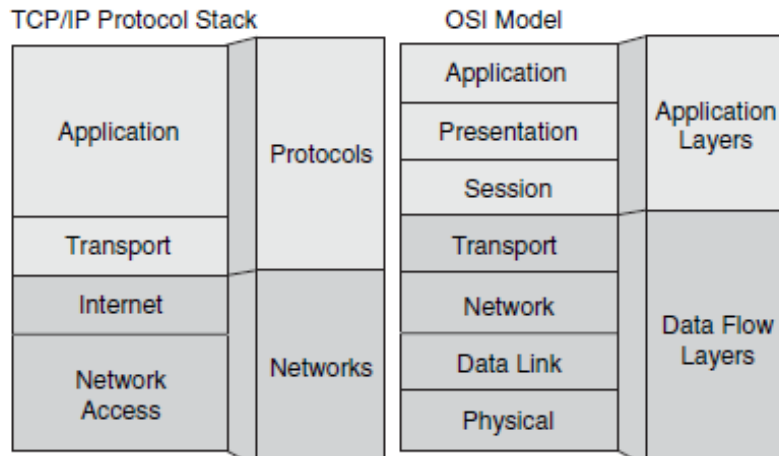 TCP/IP Protocol Stack
Application
Transport
Internet
Network
Access
Protocols
Networks
OSI Model
Application
Presentation
Session
Transport
Network
Data Link
Physical
Application
Layers
Data Flow
Layers